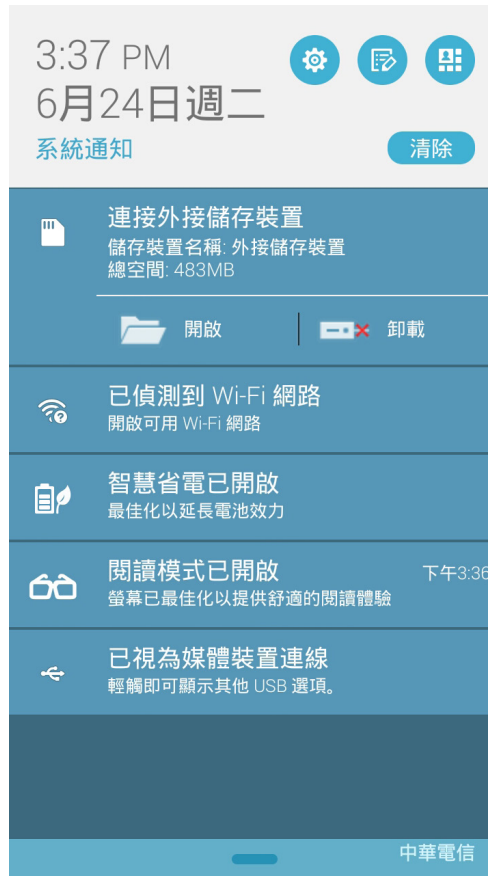 3:37 PM
6月24日週二
系統通知
清除
連接外接儲存裝置
儲存裝置名稱: 外接儲存裝置
總空間: 483MB
開啟
卸載
已偵測到 Wi-Fi 網路
開啟可用 Wi-Fi 網路
智慧省電已開啟
最佳化以延長電池效力
閱讀模式已開啟
下午3:36
螢幕已最佳化以提供舒適的閱讀體驗
已視為媒體裝置連線
輕觸即可顯示其他 USB 選項。
中華電信